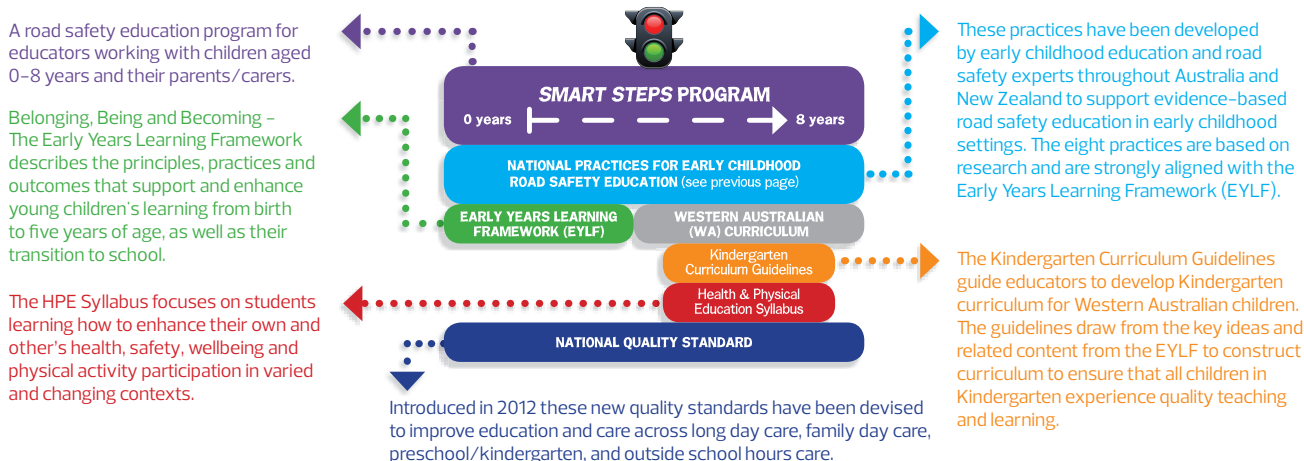 A road safety education program for
educators working with children aged
0–8 years and their parents/carers.
Belonging, Being and Becoming –
The Early Years Learning Framework
describes the principles, practices and
outcomes that support and enhance
young children's learning from birth
to five years of age, as well as their
transition to school.
The HPE Syllabus focuses on students
learning how to enhance their own and
other's health, safety, wellbeing and
physical activity participation in varied
and changing contexts.
SMART STEPS PROGRAM
0 years
8 years
NATIONAL PRACTICES FOR EARLY CHILDHOOD
ROAD SAFETY EDUCATION (see previous page)
EARLY YEARS LEARNING
FRAMEWORK (EYLF)
WESTERN AUSTRALIAN
(WA) CURRICULUM
Kindergarten
Curriculum Guidelines
Health & Physical
Education Syllabus
NATIONAL QUALITY STANDARD
Introduced in 2012 these new quality standards have been devised
to improve education and care across long day care, family day care,
preschool/kindergarten, and outside school hours care.
These practices have been developed
by early childhood education and road
safety experts throughout Australia and
New Zealand to support evidence-based
road safety education in early childhood
settings. The eight practices are based on
research and are strongly aligned with the
Early Years Learning Framework (EYLF).
The Kindergarten Curriculum Guidelines
guide educators to develop Kindergarten
curriculum for Western Australian children.
The guidelines draw from the key ideas and
related content from the EYLF to construct
curriculum to ensure that all children in
Kindergarten experience quality teaching
and learning.